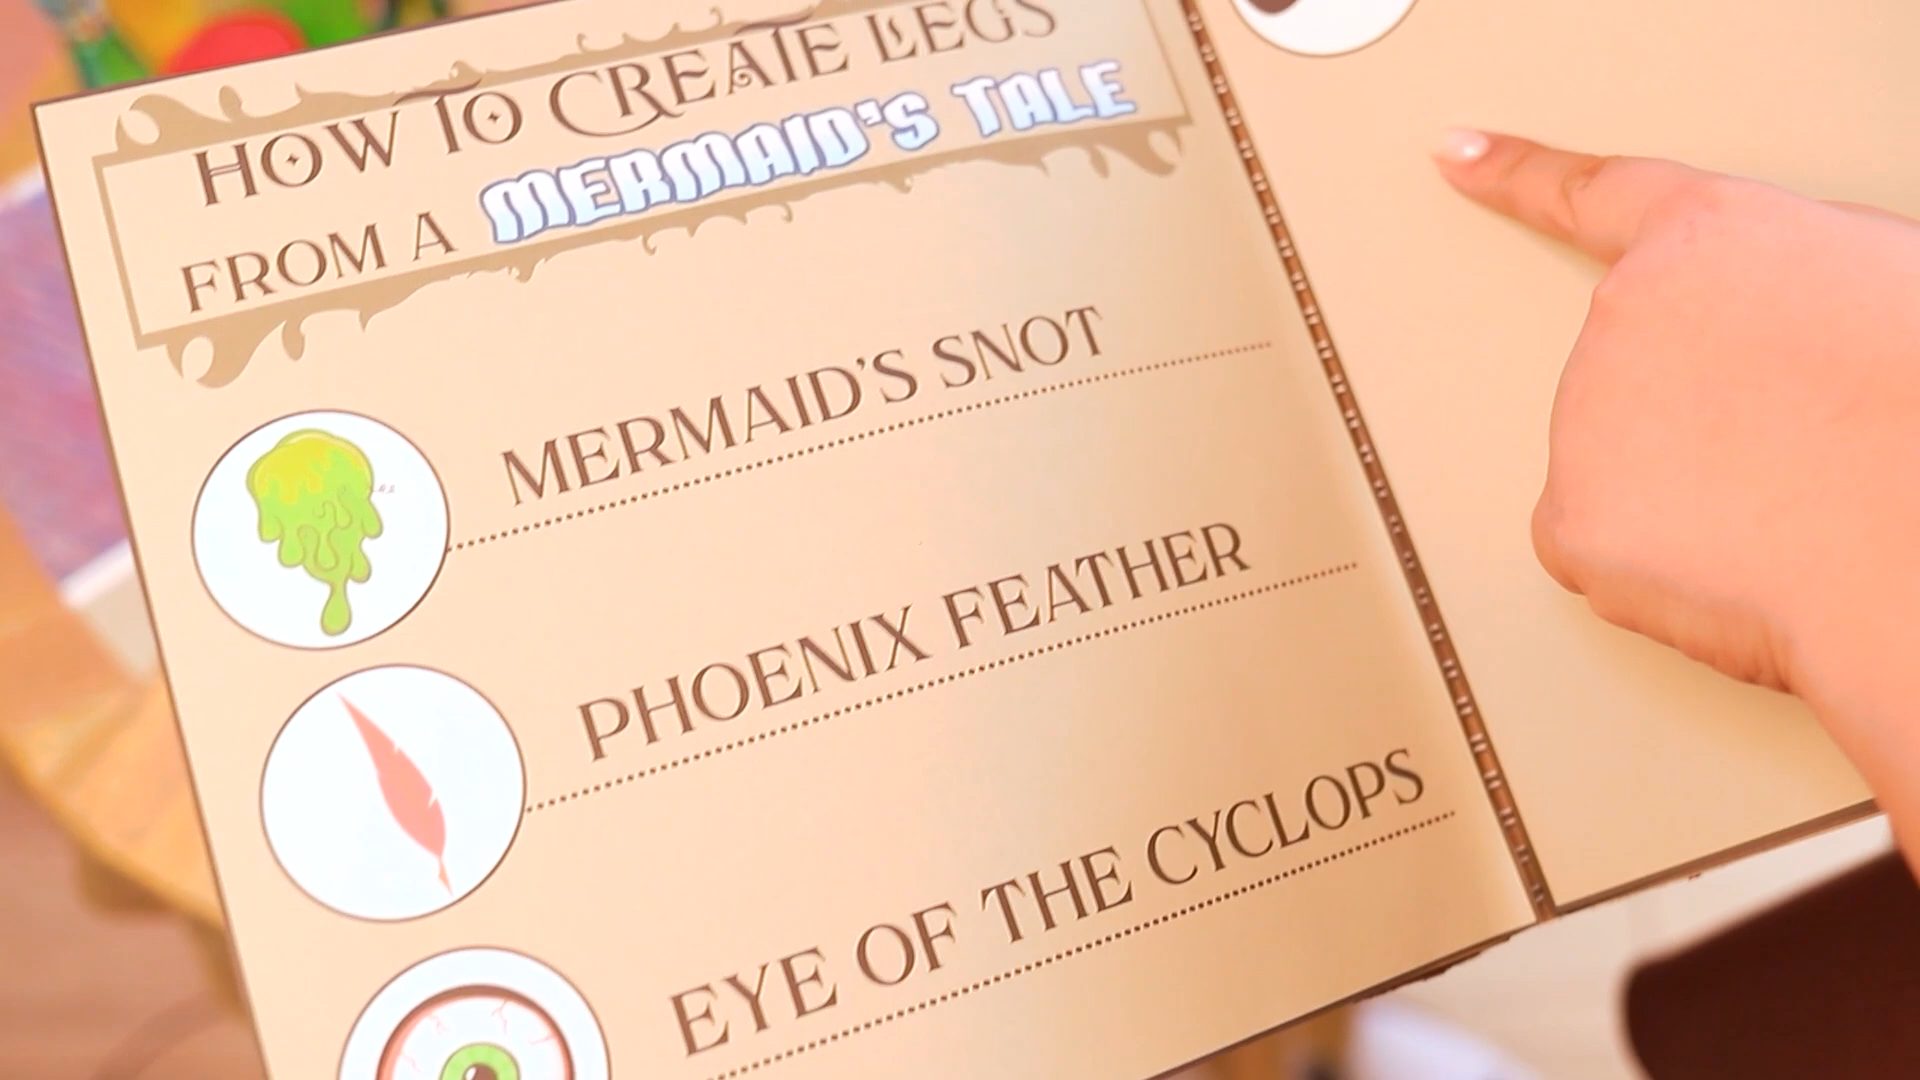 HOW TO CREATE LEGS
FROM A MERMAID'S TALE
MERMAID'S SNOT
PHOENIX FEATHER
EYE OF THE CYCLOPS